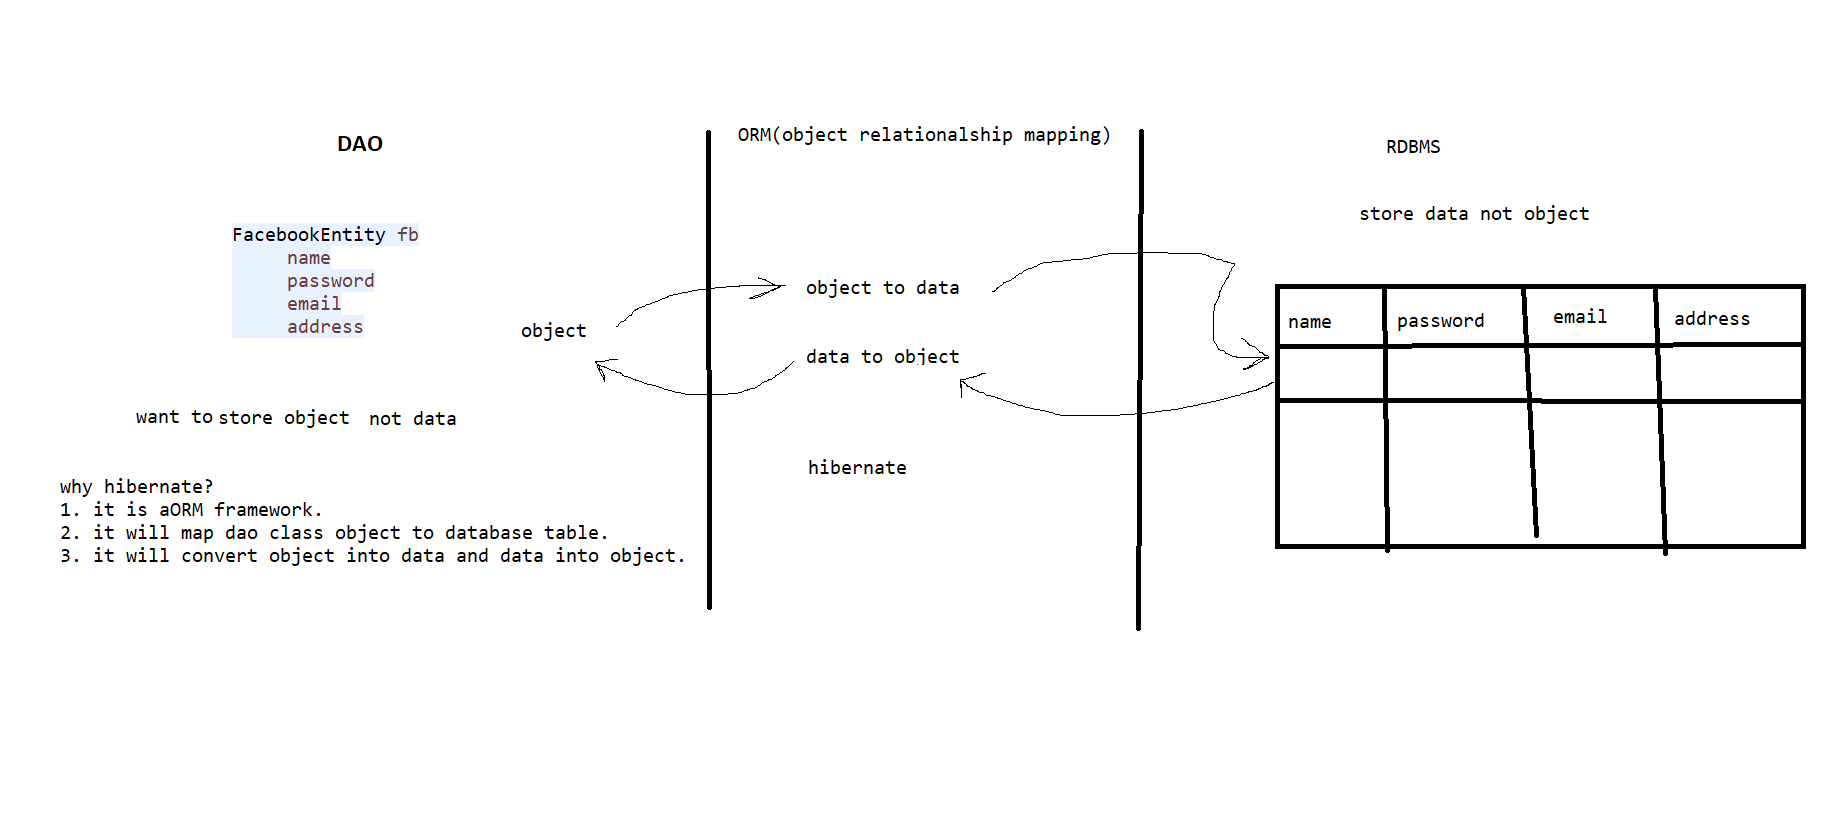 DAO
FacebookEntity fb
name
password
email
address
object
want to store object not data
why hibernate?
1. it is aORM framework.
2. it will map dao class object to database table.
3. it will convert object into data and data into object.
ORM(object relationalship mapping)
object to data
data to object
hibernate
RDBMS
store data not object
name password email address